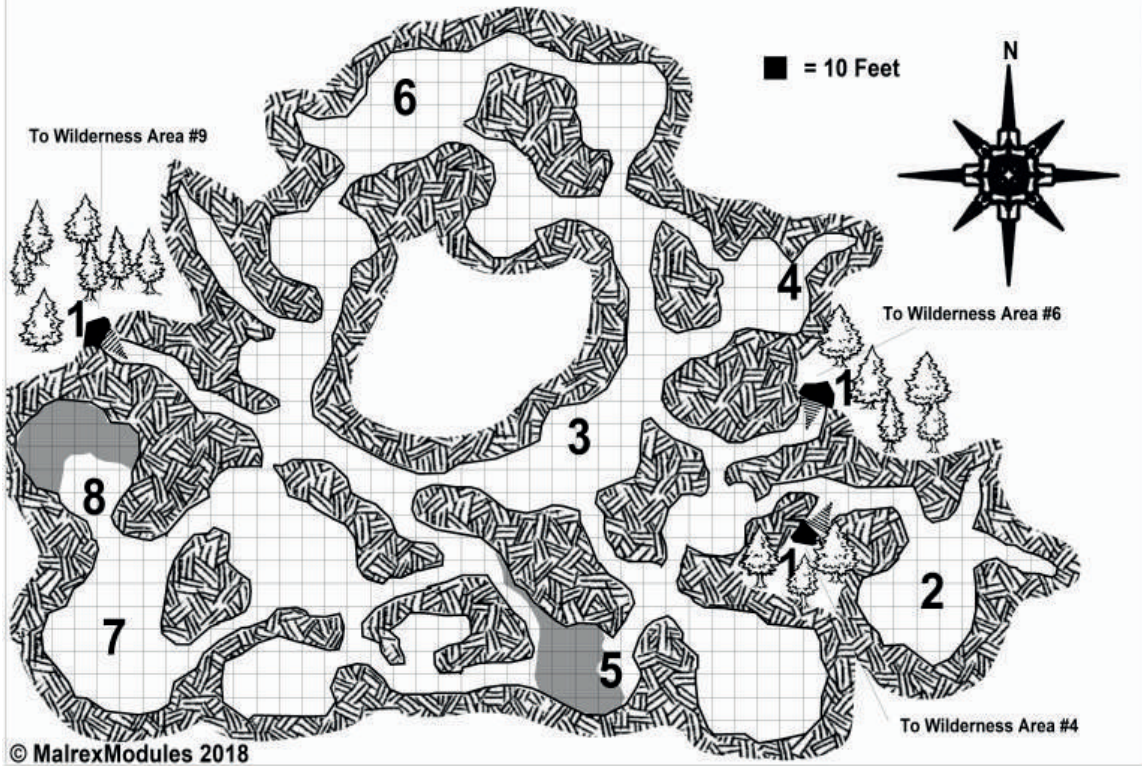 N
= 10 Feet
6
To Wilderness Area #9
4
To Wilderness Area #6
1
1
3
8
1
2
7
5
To Wilderness Area #4
© MalrexModules 2018